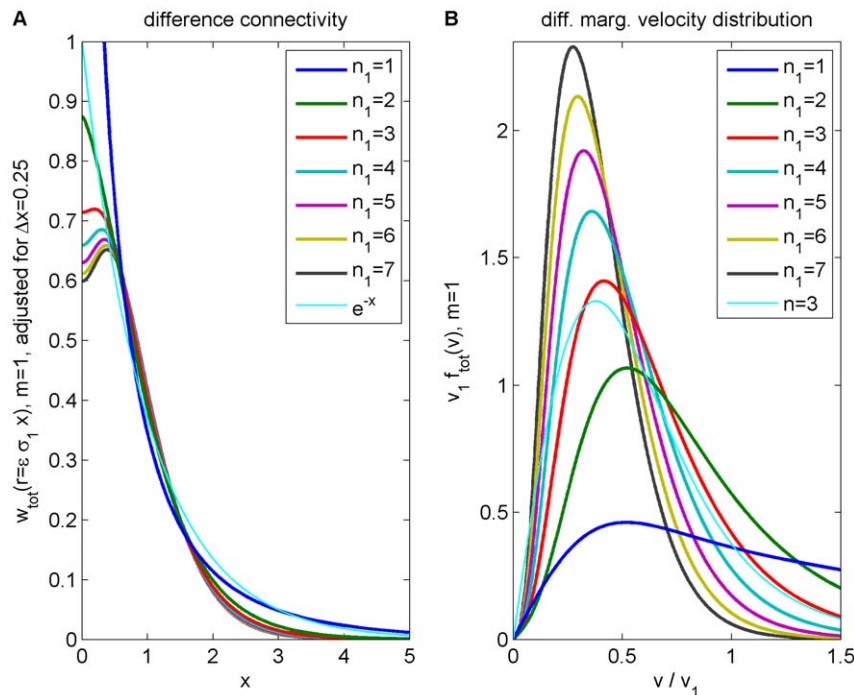 A
difference connectivity
w_tot(r=ε σ_1 x), m=1, adjusted for Δx=0.25
1
0.9
0.8
0.7
0.6
0.5
0.4
0.3
0.2
0.1
0
n_1=1
n_1=2
n_1=3
n_1=4
n_1=5
n_1=6
n_1=7
e^-x
0 1 2 3 4 5
x
B
diff. marg. velocity distribution
v_1 f_tot(v), m=1
2
1.5
1
0.5
0
n_1=1
n_1=2
n_1=3
n_1=4
n_1=5
n_1=6
n_1=7
n=3
0 0.5 1 1.5
v / v_1